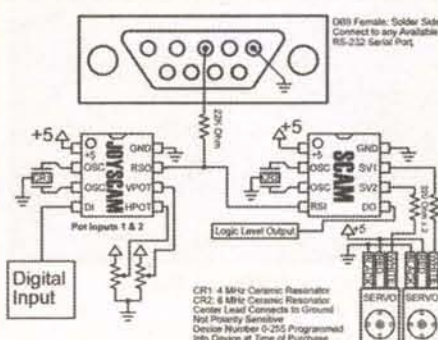 DB9 Female: Solder Side
Connect to any Available
RS-232 Serial Port
22K Ohm
+5
+5
GND
OSC
RSO
OSC
VPOT
DI
HPOT
JOYSCAM
CR1
Pot Inputs 1 & 2
+5
GND
OSC
SV1
OSC
SV2
RSI
DO
SCAM
Logic Level Output
+5
Digital
Input
SERVO
SERVO
CR1: 4 MHz Ceramic Resonator
CR2: 8 MHz Ceramic Resonator
Center Lead Connects to Ground
Not Polarity Sensitive
Device Number 0-255 Programmed
Into Device at Time of Purchase